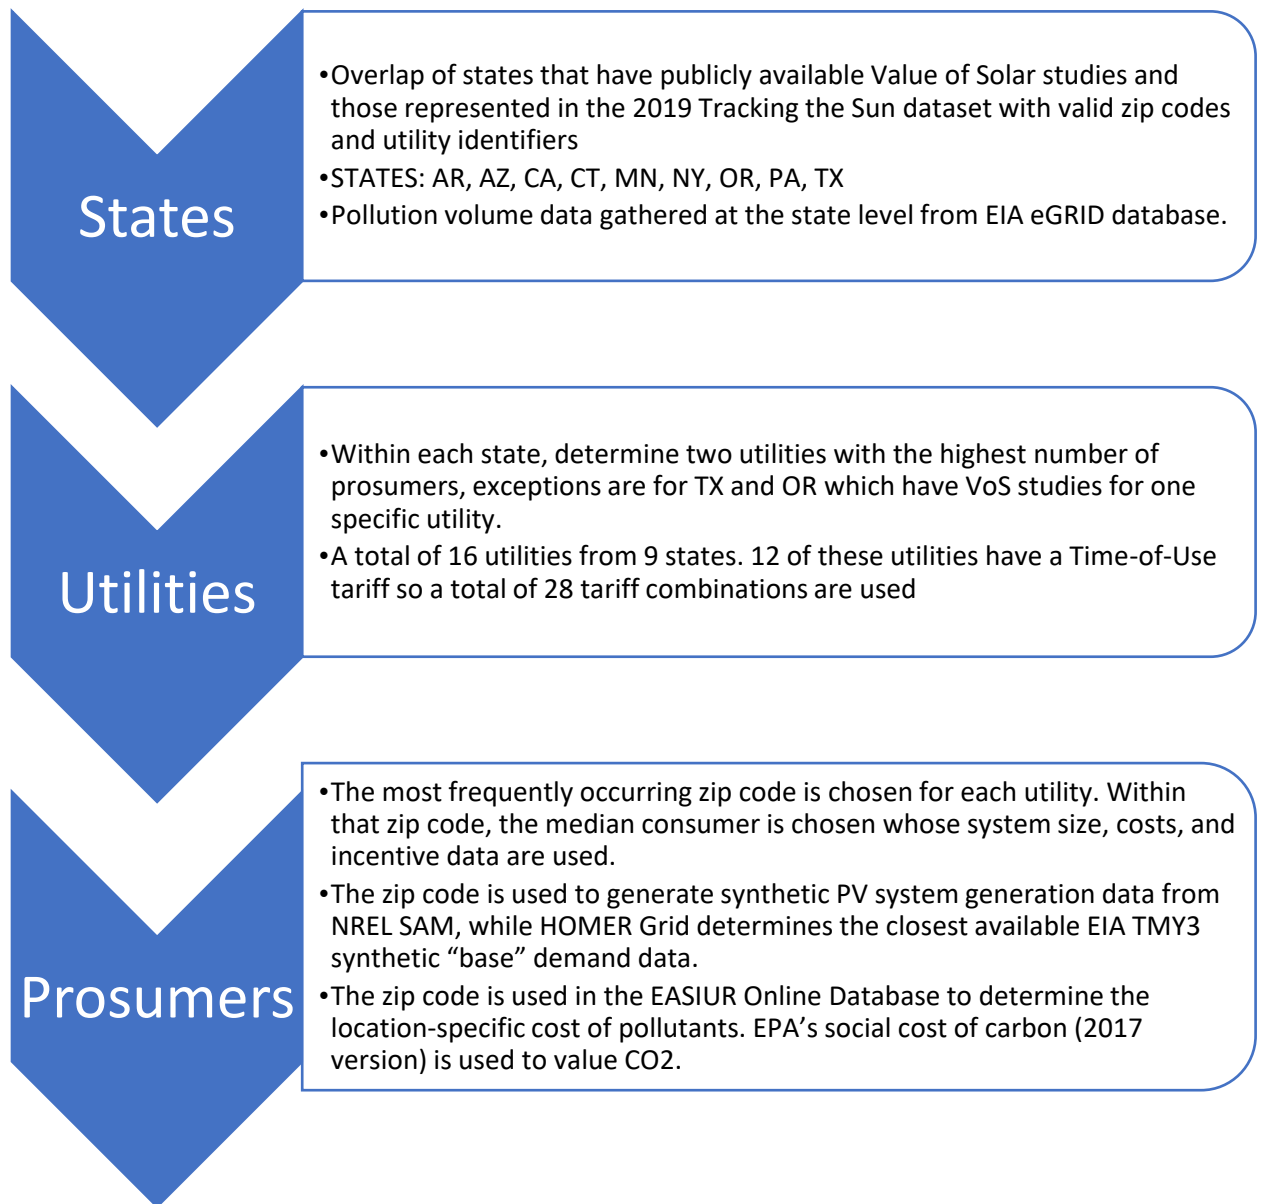 States
•Overlap of states that have publicly available Value of Solar studies and
those represented in the 2019 Tracking the Sun dataset with valid zip codes
and utility identifiers
•STATES: AR, AZ, CA, CT, MN, NY, OR, PA, TX
•Pollution volume data gathered at the state level from EIA eGRID database.
Utilities
•Within each state, determine two utilities with the highest number of
prosumers, exceptions are for TX and OR which have VoS studies for one
specific utility.
•A total of 16 utilities from 9 states. 12 of these utilities have a Time-of-Use
tariff so a total of 28 tariff combinations are used
Prosumers
•The most frequently occurring zip code is chosen for each utility. Within
that zip code, the median consumer is chosen whose system size, costs, and
incentive data are used.
•The zip code is used to generate synthetic PV system generation data from
NREL SAM, while HOMER Grid determines the closest available EIA TMY3
synthetic “base” demand data.
•The zip code is used in the EASIUR Online Database to determine the
location-specific cost of pollutants. EPA’s social cost of carbon (2017
version) is used to value CO2.